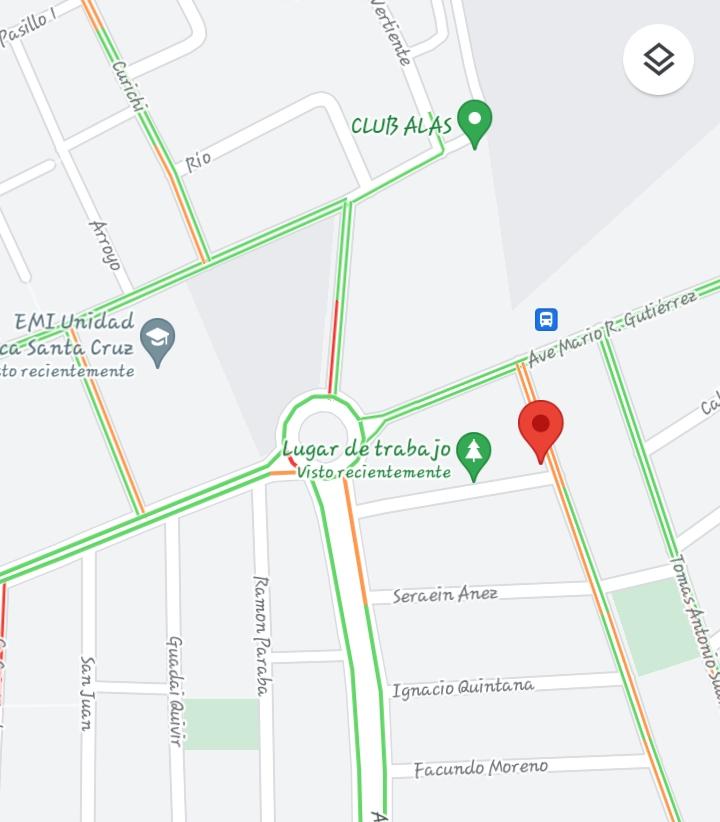 Pasillo I
Vertiente
Curichi
CLUB ALAS
Rio
Arroyo
EMI Unidad
ca Santa Cruz
sto recientemente
Ave Mario R. Gutiérrez
Lugar de trabajo
Visto recientemente
Seraein Anez
Ramon Paraba
Guadal Quivir
San Juan
Ignacio Quintana
Facundo Moreno
Tomas Antonio